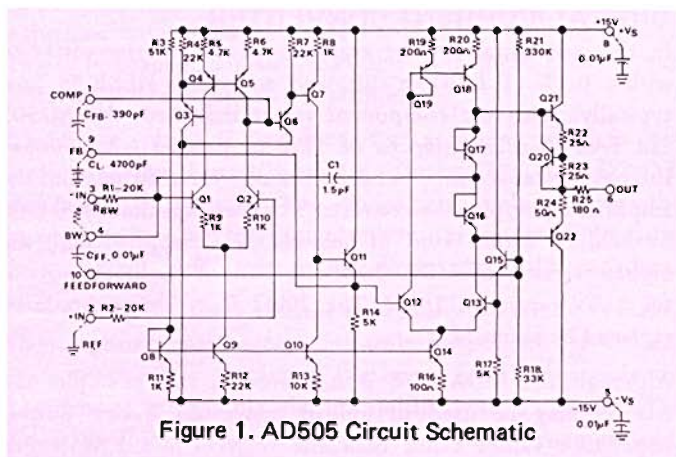 R3 51K
R4 22K
R5 4.7K
R6 4.7K
R7 22K
R8 1K
R19 200Ω
R20 200Ω
R21 330K
+15V
+VS
8
0.01µF
COMP 1
CFB- 390pF
9
FB
CL- 4700pF
-IN 3
R1-20K
RBW
BW 4
CFF, 0.01µF
10
FEEDFORWARD
+IN 2
R2-20K
REF
Q4
Q5
Q3
Q6
Q7
Q1
Q2
R9 1K
R10 1K
C1
1.5pF
Q11
Q8
Q9
Q10
R12 22K
R13 10K
R14 5K
Q19
Q18
Q17
Q16
Q15
Q12
Q13
Q14
R16 100Ω
R17 5K
R18 33K
Q21
R22 25Ω
Q20
R23 25Ω
R24 50Ω
R25 180Ω
OUT
6
Q22
-15V
-VS
0.01µF
Figure 1. AD505 Circuit Schematic